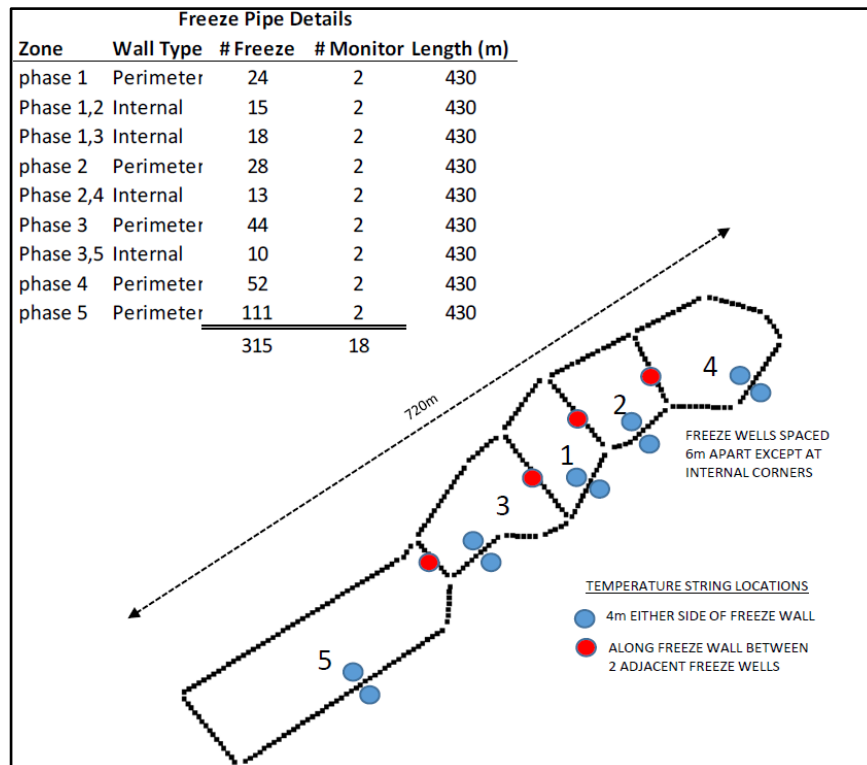 Freeze Pipe Details
Zone Wall Type # Freeze # Monitor Length (m)
phase 1 Perimeter 24 2 430
Phase 1,2 Internal 15 2 430
Phase 1,3 Internal 18 2 430
phase 2 Perimeter 28 2 430
Phase 2,4 Internal 13 2 430
Phase 3 Perimeter 44 2 430
Phase 3,5 Internal 10 2 430
phase 4 Perimeter 52 2 430
phase 5 Perimeter 111 2 430
315 18
720m
4
2
FREEZE WELLS SPACED
6m APART EXCEPT AT
INTERNAL CORNERS
1
3
TEMPERATURE STRING LOCATIONS
4m EITHER SIDE OF FREEZE WALL
ALONG FREEZE WALL BETWEEN
2 ADJACENT FREEZE WELLS
5